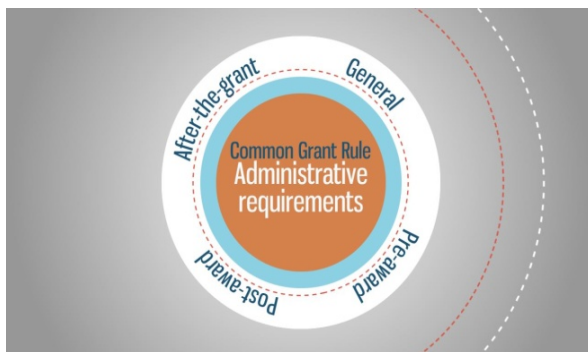 After-the-grant
General
Common Grant Rule
Administrative
requirements
Post-award
Pre-award